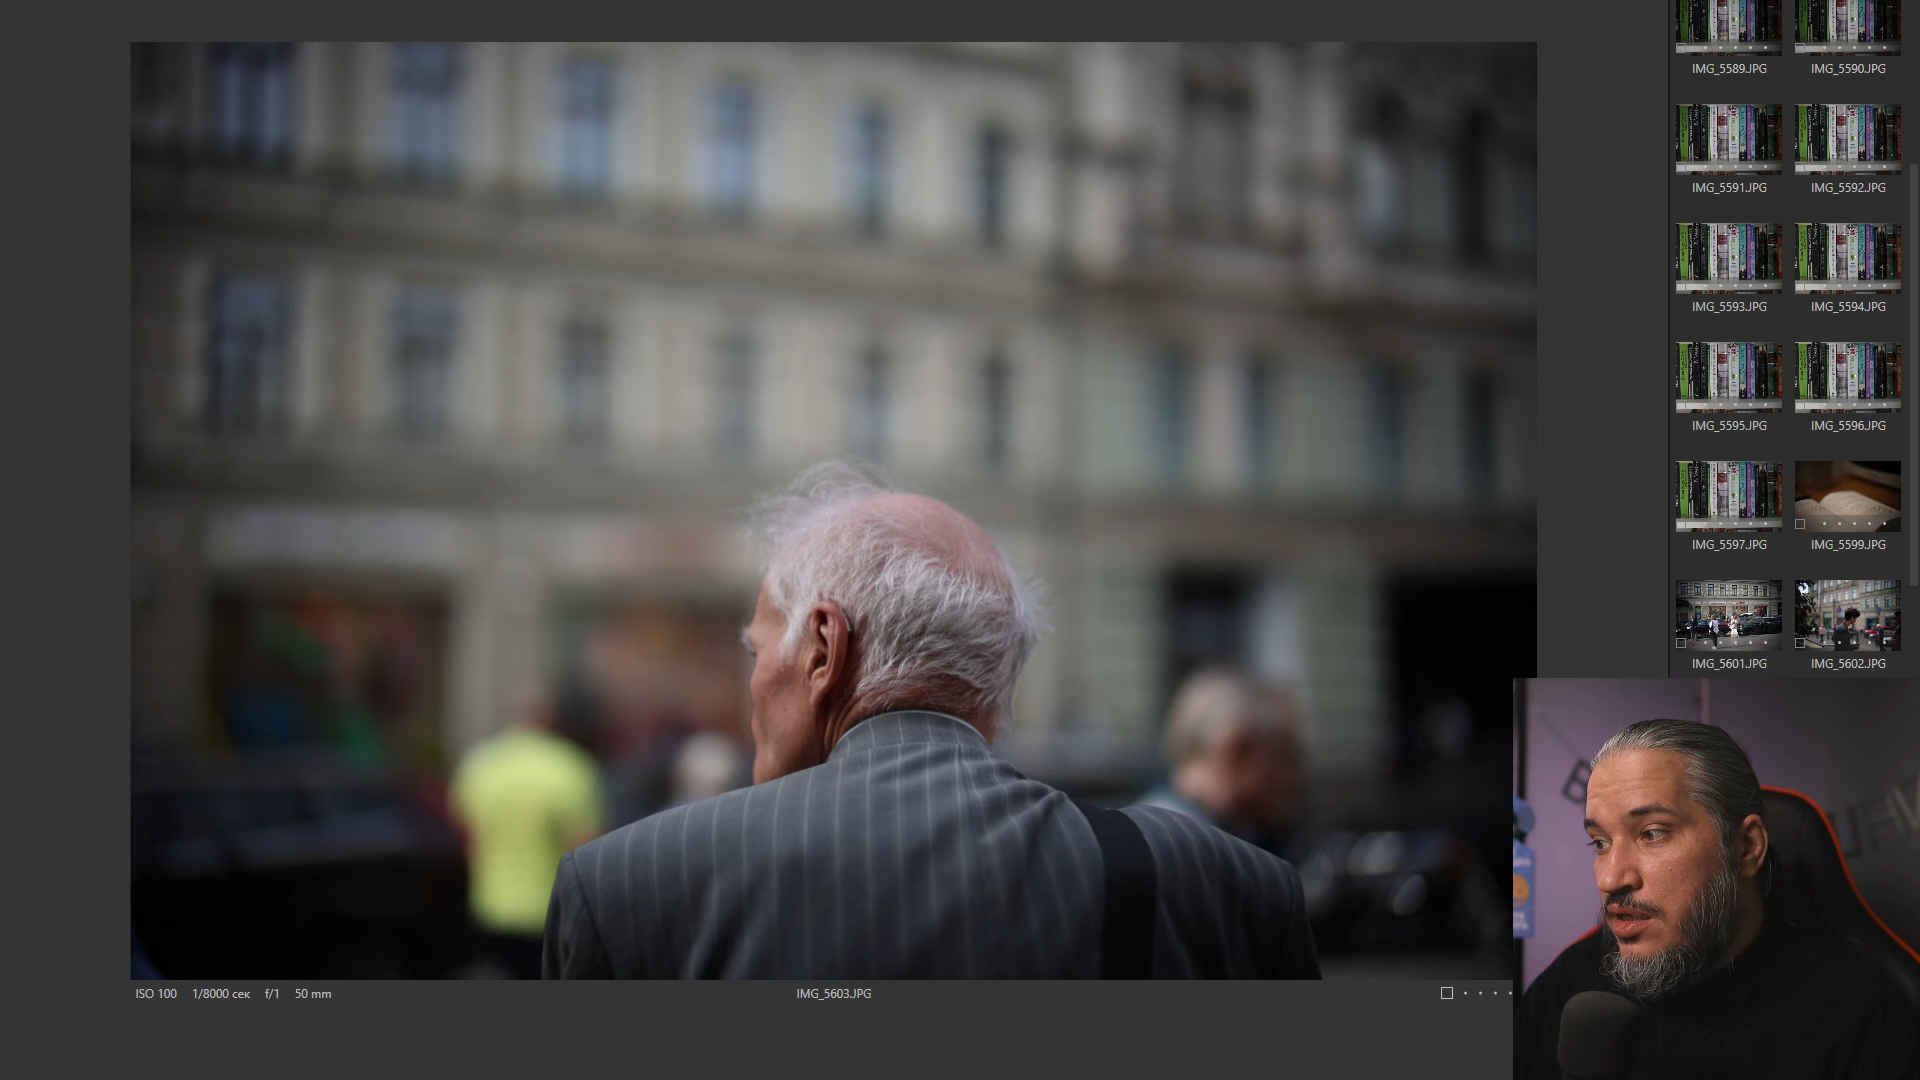 IMG_5589.JPG IMG_5590.JPG
IMG_5591.JPG IMG_5592.JPG
IMG_5593.JPG IMG_5594.JPG
IMG_5595.JPG IMG_5596.JPG
IMG_5597.JPG IMG_5599.JPG
IMG_5601.JPG IMG_5602.JPG
ISO 100 1/8000 сек f/1 50 mm IMG_5603.JPG